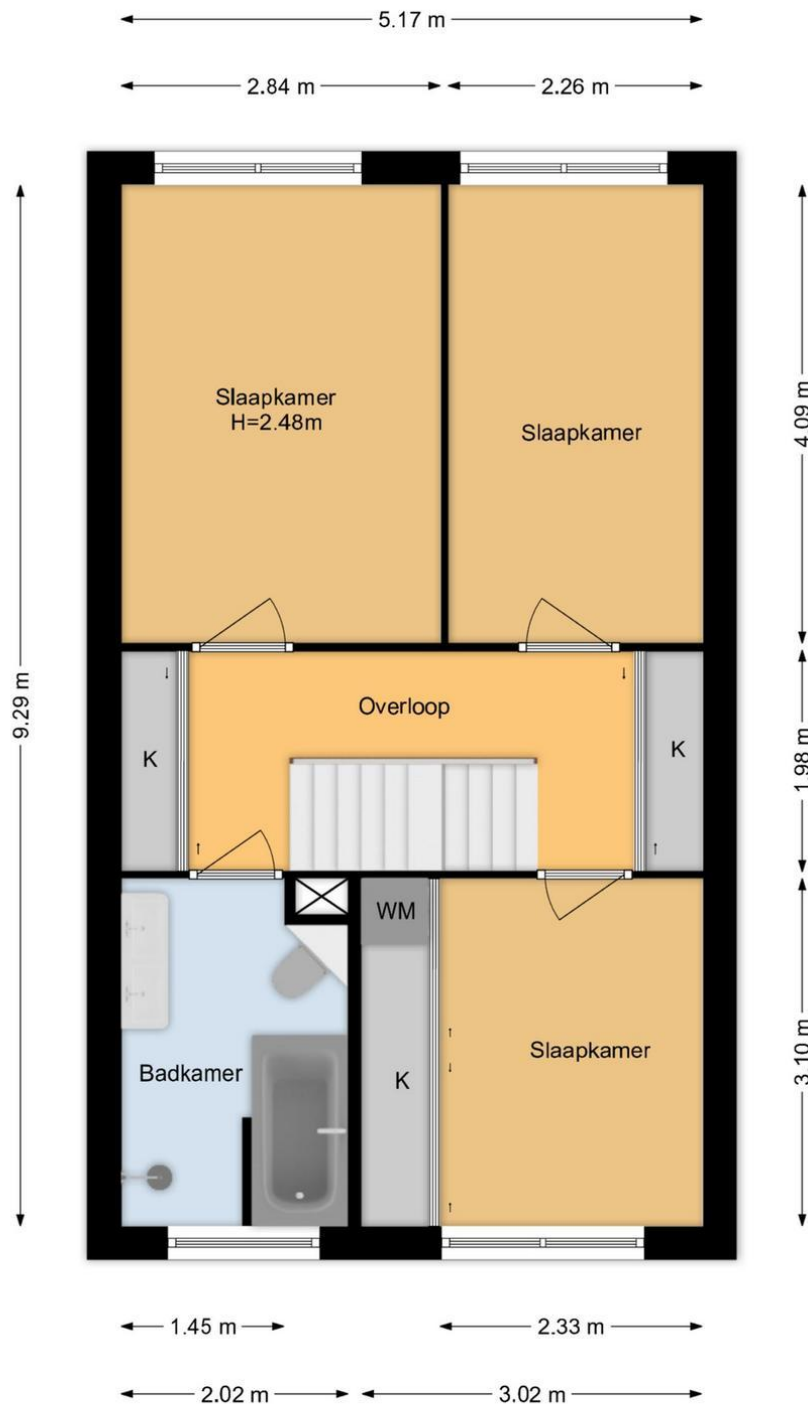 5.17 m
2.84 m
2.26 m
Slaapkamer
H=2.48m
Slaapkamer
4.09 m
9.29 m
Overloop
K
K
1.98 m
WM
Slaapkamer
Badkamer
K
3.10 m
1.45 m
2.33 m
2.02 m
3.02 m